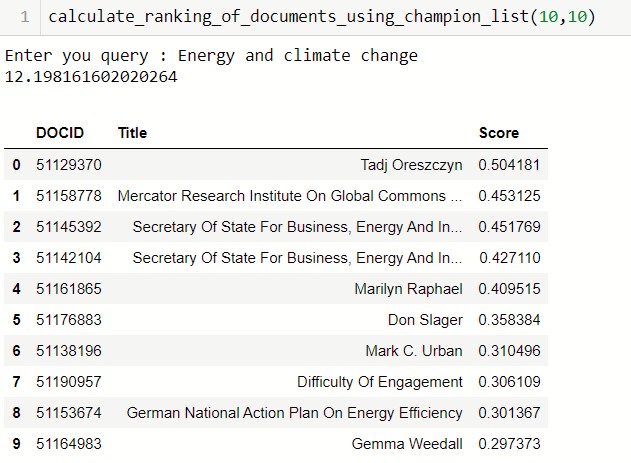 1 calculate_ranking_of_documents_using_champion_list(10,10)
Enter you query : Energy and climate change
12.198161602020264
DOCID Title Score
0 51129370 Tadj Oreszczyn 0.504181
1 51158778 Mercator Research Institute On Global Commons ... 0.453125
2 51145392 Secretary Of State For Business, Energy And In... 0.451769
3 51142104 Secretary Of State For Business, Energy And In... 0.427110
4 51161865 Marilyn Raphael 0.409515
5 51176883 Don Slager 0.358384
6 51138196 Mark C. Urban 0.310496
7 51190957 Difficulty Of Engagement 0.306109
8 51153674 German National Action Plan On Energy Efficiency 0.301367
9 51164983 Gemma Weedall 0.297373